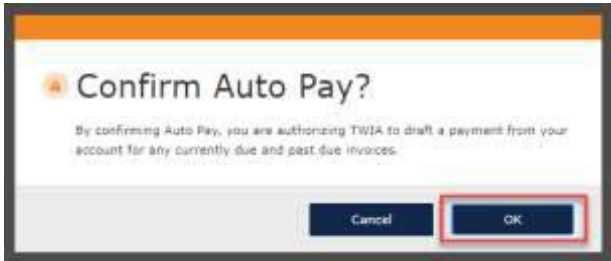 Confirm Auto Pay?
By confirming Auto Pay, you are authorizing TWIA to draft a payment from your
account for any currently due and past due invoices.
Cancel
OK